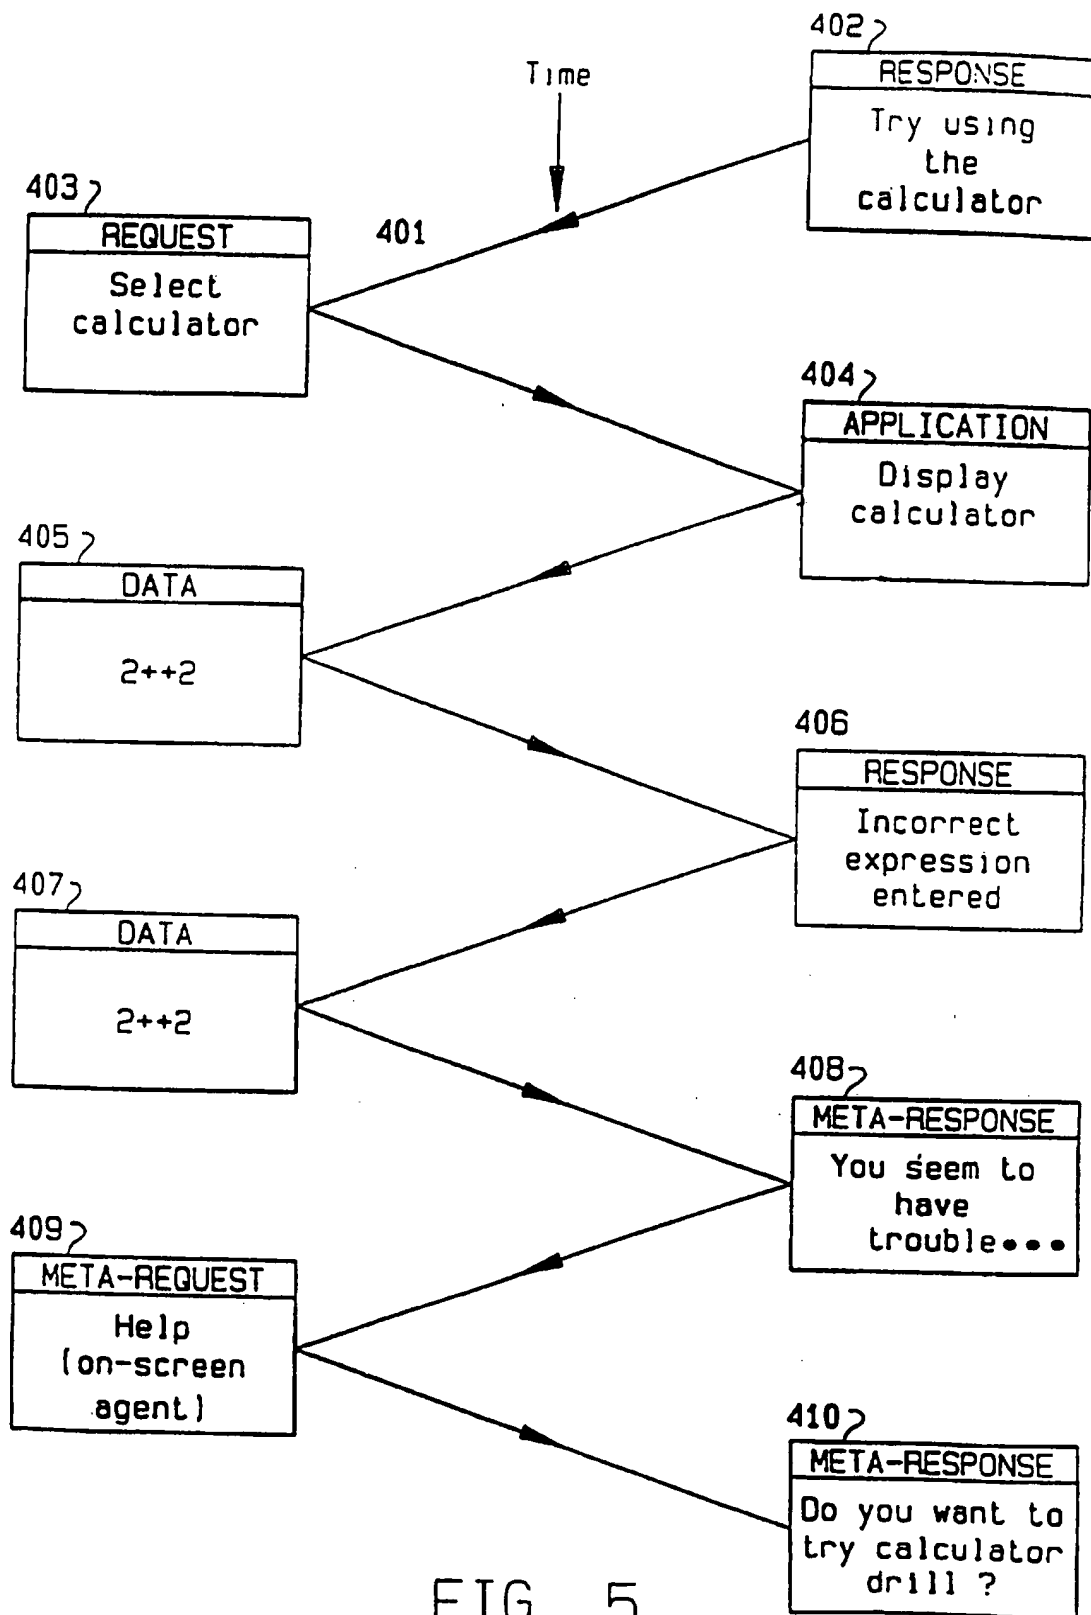 402
RESPONSE
Try using
the
calculator
Time
403
REQUEST
Select
calculator
401
404
APPLICATION
Display
calculator
405
DATA
2++2
406
RESPONSE
Incorrect
expression
entered
407
DATA
2++2
408
META-RESPONSE
You seem to
have
trouble•••
409
META-REQUEST
Help
(on-screen
agent)
410
META-RESPONSE
Do you want to
try calculator
drill ?
FIG. 5